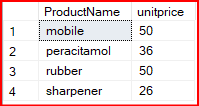 ProductName unitprice
1 mobile 50
2 peracitamol 36
3 rubber 50
4 sharpener 26